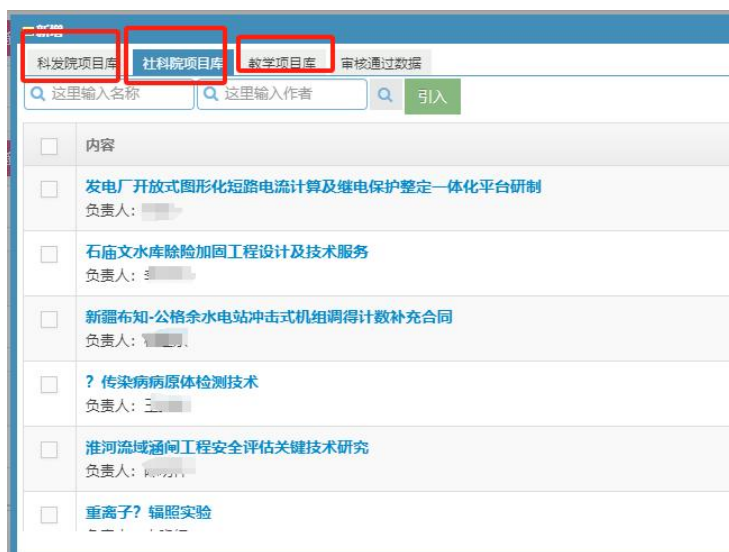 新增
科发院项目库 社科院项目库 教学项目库 审核通过数据
这里输入名称 这里输入作者 引入
内容
发电厂开放式图形化短路电流计算及继电保护整定一体化平台研制
负责人：
石庙文水库除险加固工程设计及技术服务
负责人：
新疆布知-公格余水电站冲击式机组调得计数补充合同
负责人：
？传染病病原体检测技术
负责人：王
淮河流域涵闸工程安全评估关键技术研究
负责人：
重离子？辐照实验